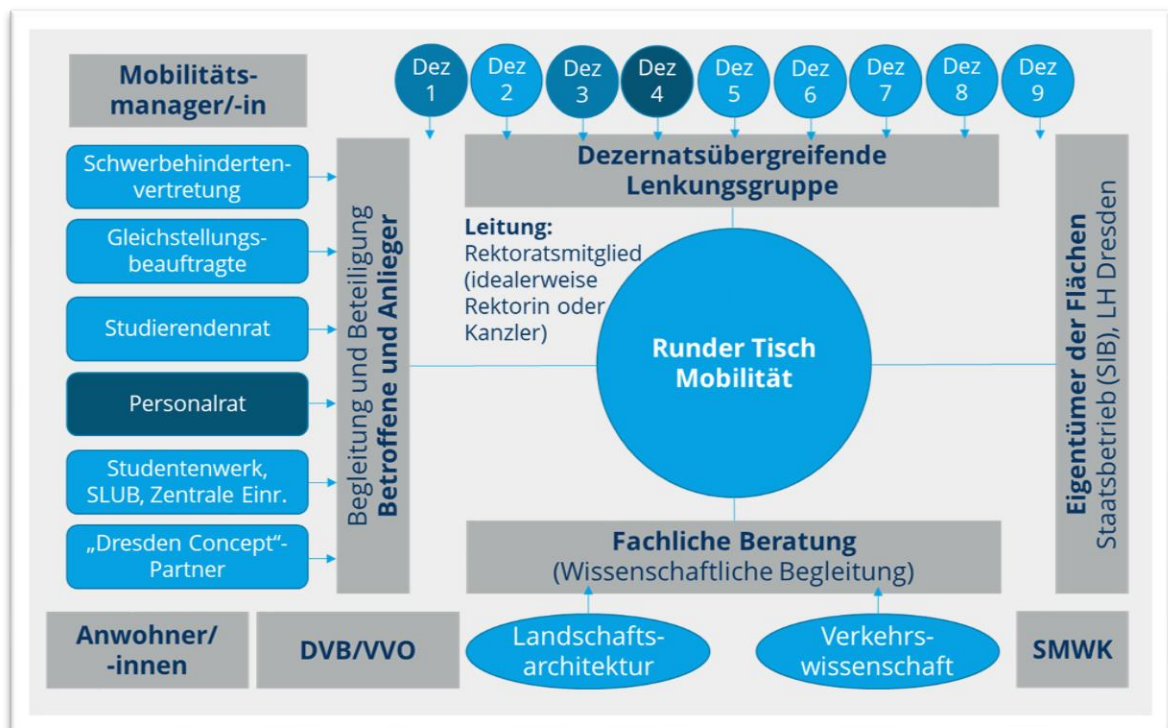 Mobilitäts-
manager/-in
Dez
1
Dez
2
Dez
3
Dez
4
Dez
5
Dez
6
Dez
7
Dez
8
Dez
9
Dezernatsübergreifende
Lenkungsgruppe
Schwerbehinderten-
vertretung
Gleichstellungs-
beauftragte
Studierendenrat
Personalrat
Studentenwerk,
SLUB, Zentrale Einr.
„Dresden Concept“-
Partner
Begleitung und Beteiligung
Betroffene und Anlieger
Leitung:
Rektoratsmitglied
(idealerweise
Rektorin oder
Kanzler)
Runder Tisch
Mobilität
Eigentümer der Flächen
Staatsbetrieb (SIB), LH Dresden
Fachliche Beratung
(Wissenschaftliche Begleitung)
Anwohner/
-innen
DVB/VVO
Landschafts-
architektur
Verkehrs-
wissenschaft
SMWK